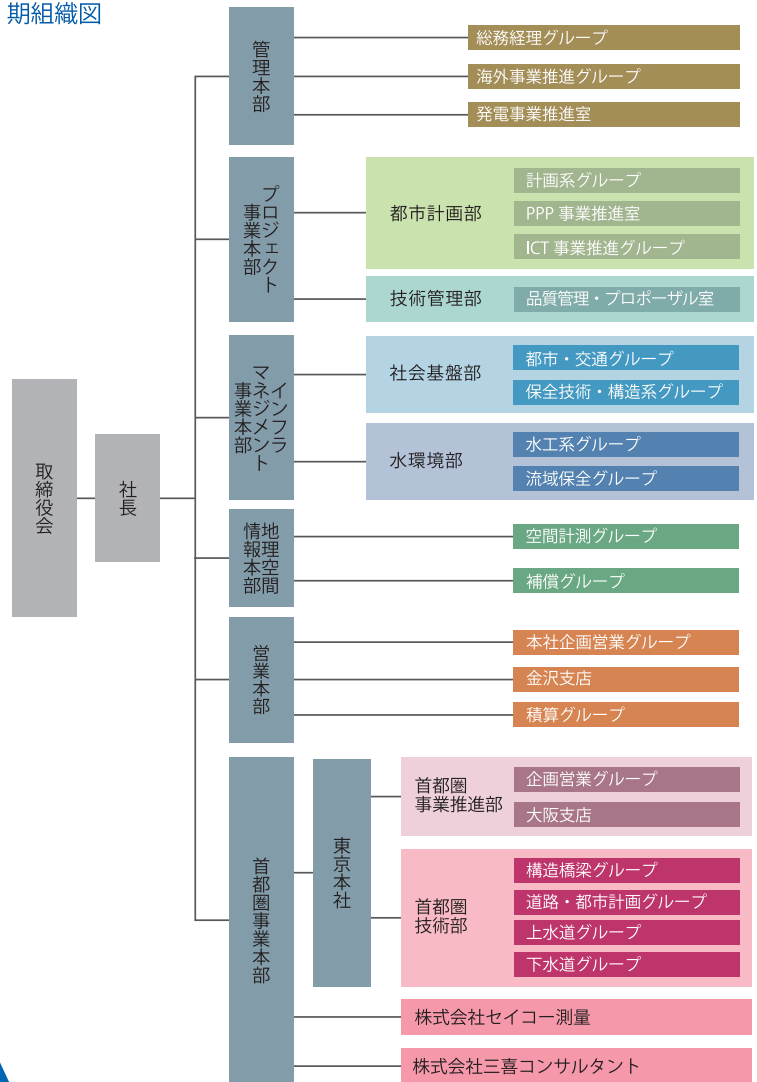 期組織図
取締役会
社長
管理本部
総務経理グループ
海外事業推進グループ
発電事業推進室
プロジェクト
事業本部
都市計画部
計画系グループ
PPP 事業推進室
ICT 事業推進グループ
技術管理部
品質管理・プロポーザル室
インフラ
マネジメント
事業本部
社会基盤部
都市・交通グループ
保全技術・構造系グループ
水環境部
水工系グループ
流域保全グループ
地理空間
情報本部
空間計測グループ
補償グループ
営業本部
本社企画営業グループ
金沢支店
積算グループ
首都圏事業本部
東京本社
首都圏
事業推進部
企画営業グループ
大阪支店
首都圏
技術部
構造橋梁グループ
道路・都市計画グループ
上水道グループ
下水道グループ
株式会社セイコー測量
株式会社三喜コンサルタント